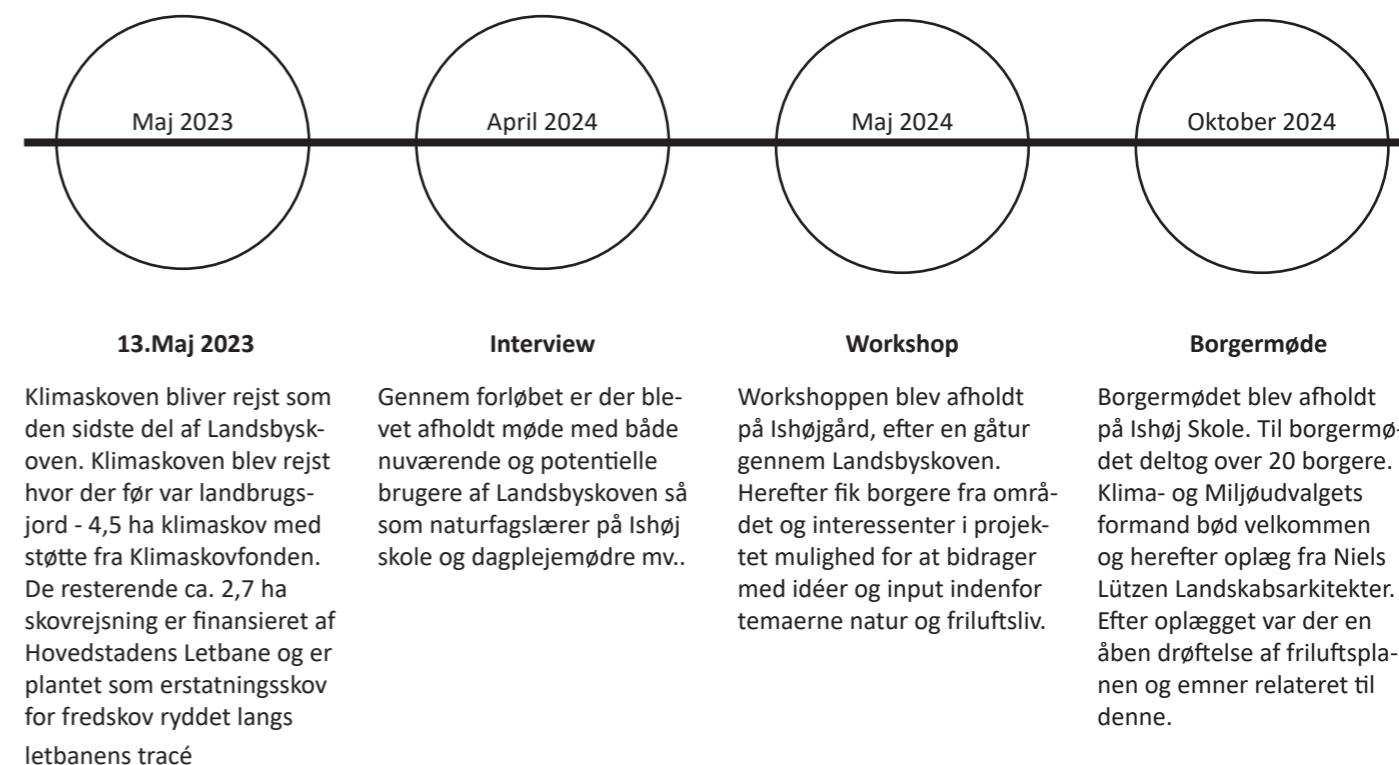 Maj 2023
April 2024
Maj 2024
Oktober 2024
13.Maj 2023
Klimaskoven bliver rejst som
den sidste del af Landsbysk-
oven. Klimaskoven blev rejst
hvor der før var landbrugs-
jord - 4,5 ha klimaskov med
støtte fra Klimaskovfonden.
De resterende ca. 2,7 ha
skovrejsning er finansieret af
Hovedstadens Letbane og er
plantet som erstatningsskov
for fredskov ryddet langs
letbanens tracé
Interview
Gennem forløbet er der ble-
vet afholdt møde med både
nuværende og potentielle
brugere af Landsbyskoven så
som naturfagslærer på Ishøj
skole og dagplejemødre mv..
Workshop
Workshoppen blev afholdt
på Ishøjgård, efter en gåtur
gennem Landsbyskoven.
Herefter fik borgere fra områ-
det og interessenter i projek-
tet mulighed for at bidrager
med idéer og input indenfor
temaerne natur og friluftsliv.
Borgermøde
Borgermødet blev afholdt
på Ishøj Skole. Til borgermø-
det deltog over 20 borgere.
Klima- og Miljøudvalgets
formand bød velkommen
og herefter oplæg fra Niels
Lützen Landskabsarkitekter.
Efter oplægget var der en
åben drøftelse af friluftspla-
nen og emner relateret til
denne.